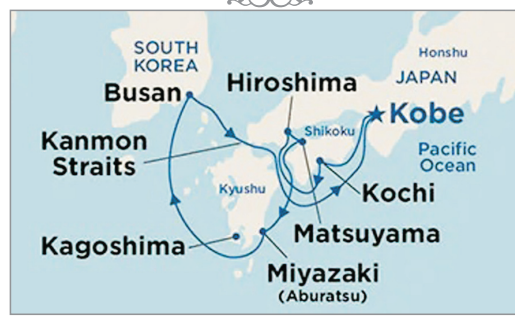 SOUTH
KOREA
Honshu
Hiroshima
JAPAN
Busan
Kobe
Kanmon
Straits
Shikoku
Pacific
Ocean
Kyushu
Kochi
Matsuyama
Kagoshima
Miyazaki
(Aburatsu)